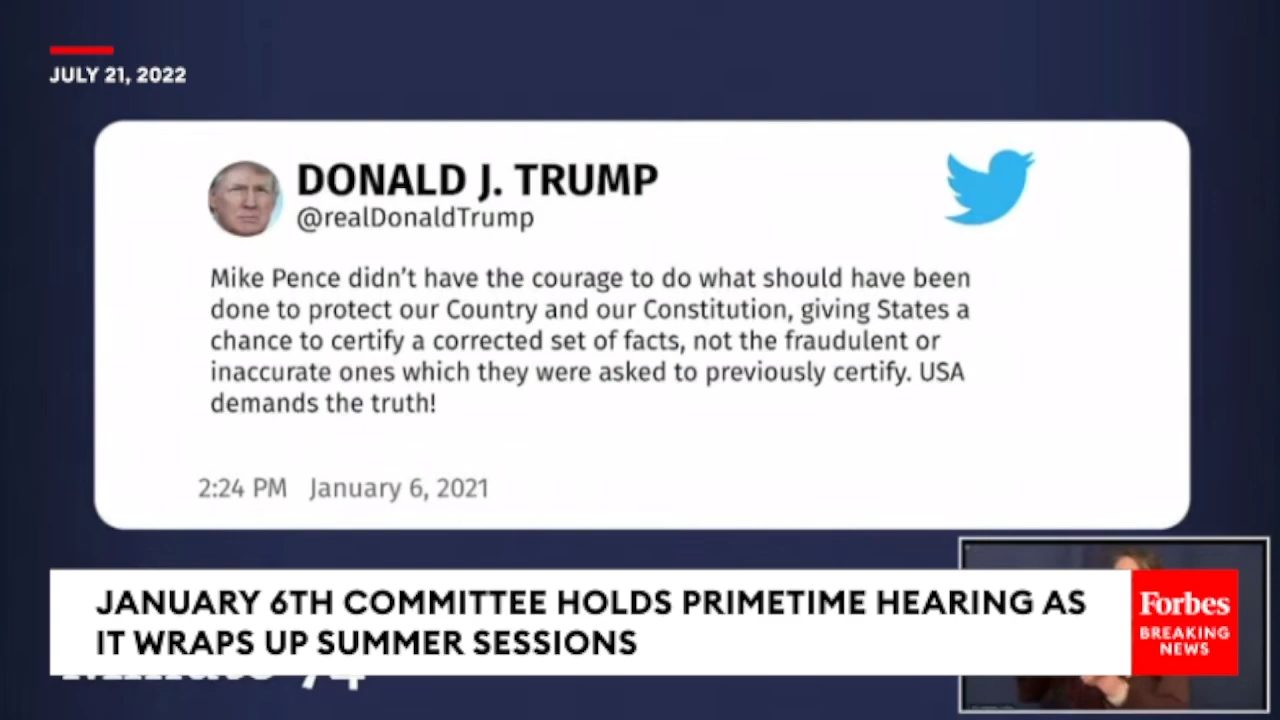 JULY 21, 2022
DONALD J. TRUMP
@realDonaldTrump
Mike Pence didn't have the courage to do what should have been
done to protect our Country and our Constitution, giving States a
chance to certify a corrected set of facts, not the fraudulent or
inaccurate ones which they were asked to previously certify. USA
demands the truth!
2:24 PM January 6, 2021
JANUARY 6TH COMMITTEE HOLDS PRIMETIME HEARING AS
IT WRAPS UP SUMMER SESSIONS
Forbes
BREAKING
NEWS